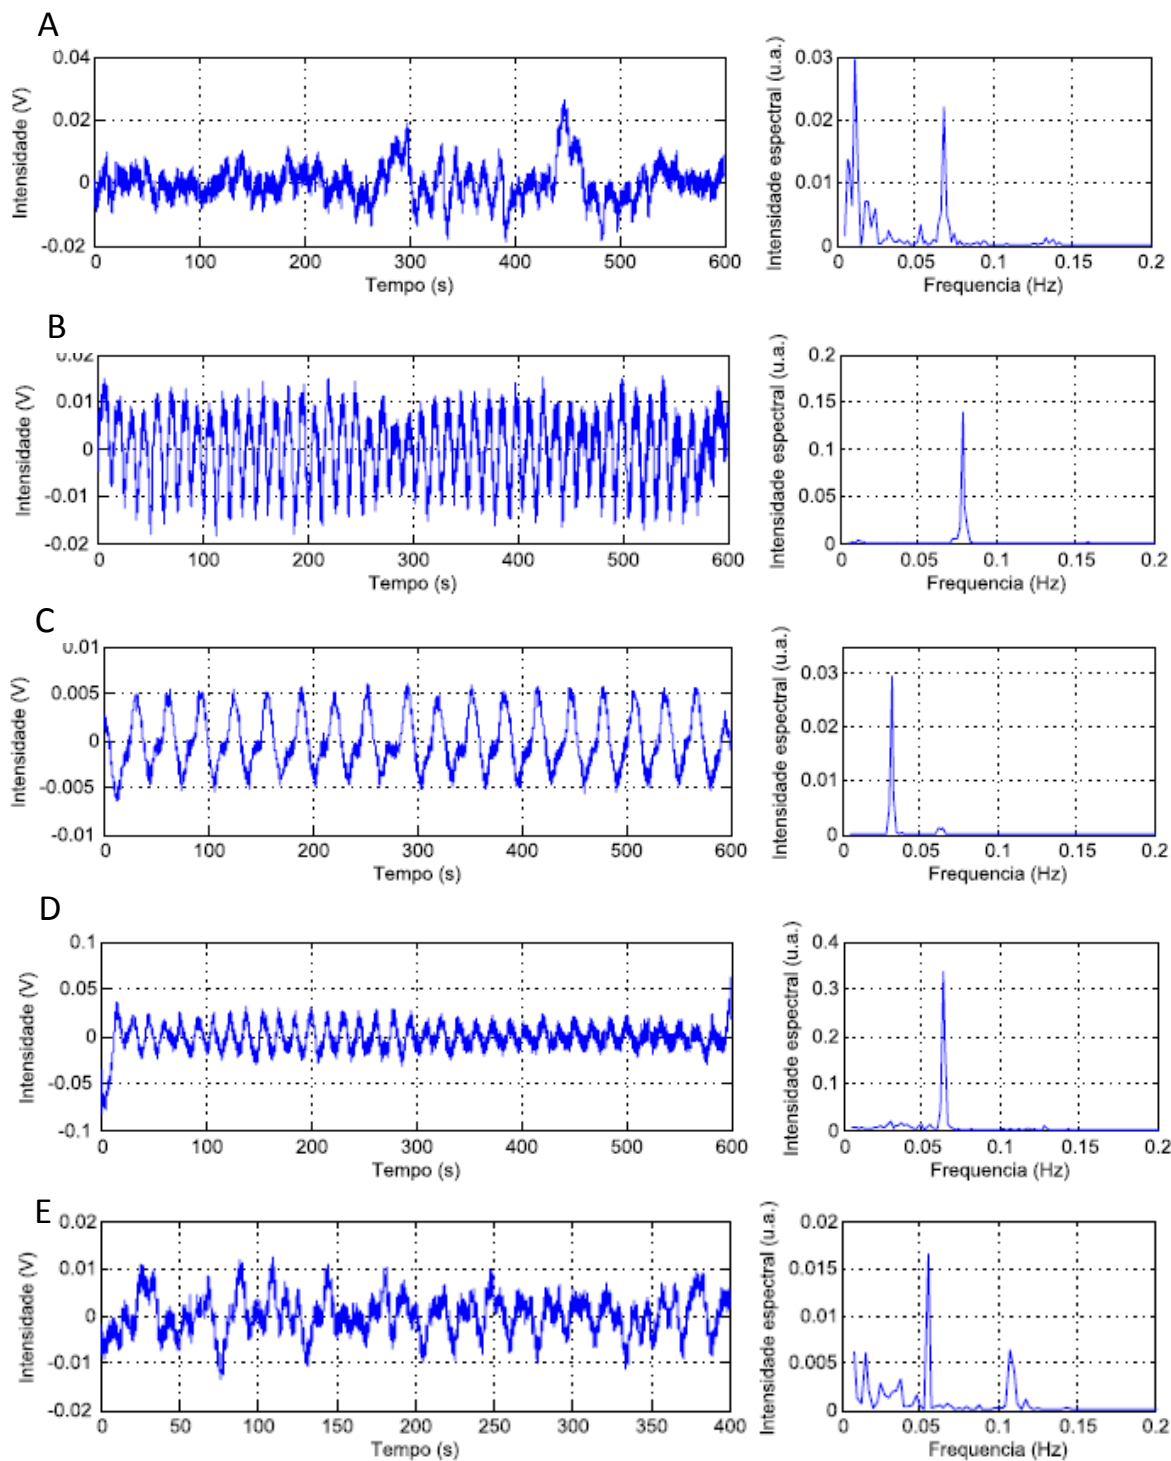 A
Intensidade (V)
0.04
0.02
0
-0.02
0 100 200 300 400 500 600
Tempo (s)
Intensidade espectral (u.a.)
0.03
0.02
0.01
0
0 0.05 0.1 0.15 0.2
Frequencia (Hz)
B
Intensidade (V)
0.02
0.01
0
-0.01
-0.02
0 100 200 300 400 500 600
Tempo (s)
Intensidade espectral (u.a.)
0.2
0.15
0.1
0.05
0
0 0.05 0.1 0.15 0.2
Frequencia (Hz)
C
Intensidade (V)
0.01
0.005
0
-0.005
-0.01
0 100 200 300 400 500 600
Tempo (s)
Intensidade espectral (u.a.)
0.03
0.02
0.01
0
0 0.05 0.1 0.15 0.2
Frequencia (Hz)
D
Intensidade (V)
0.1
0.05
0
-0.05
-0.1
0 100 200 300 400 500 600
Tempo (s)
Intensidade espectral (u.a.)
0.4
0.3
0.2
0.1
0
0 0.05 0.1 0.15 0.2
Frequencia (Hz)
E
Intensidade (V)
0.02
0.01
0
-0.01
-0.02
0 50 100 150 200 250 300 350 400
Tempo (s)
Intensidade espectral (u.a.)
0.02
0.015
0.01
0.005
0
0 0.05 0.1 0.15 0.2
Frequencia (Hz)